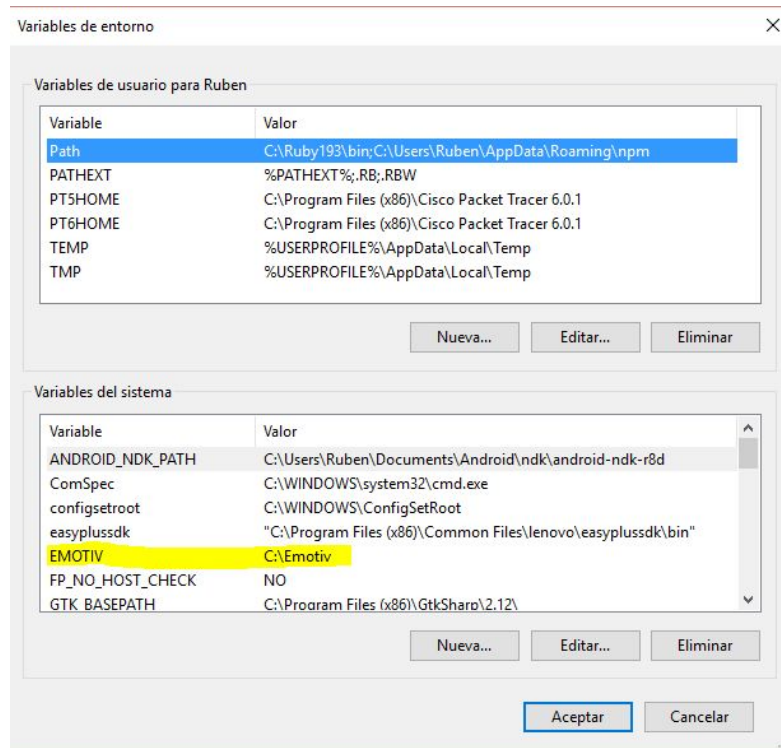 Variables de entorno
Variables de usuario para Ruben
Variable Valor
Path C:\Ruby193\bin;C:\Users\Ruben\AppData\Roaming\npm
PATHEXT %PATHEXT%;.RB;.RBW
PT5HOME C:\Program Files (x86)\Cisco Packet Tracer 6.0.1
PT6HOME C:\Program Files (x86)\Cisco Packet Tracer 6.0.1
TEMP %USERPROFILE%\AppData\Local\Temp
TMP %USERPROFILE%\AppData\Local\Temp
Nueva... Editar... Eliminar
Variables del sistema
Variable Valor
ANDROID_NDK_PATH C:\Users\Ruben\Documents\Android\ndk\android-ndk-r8d
ComSpec C:\WINDOWS\system32\cmd.exe
configsetroot C:\WINDOWS\ConfigSetRoot
easyplussdk "C:\Program Files (x86)\Common Files\lenovo\easyplussdk\bin"
EMOTIV C:\Emotiv
FP_NO_HOST_CHECK NO
GTK_BASEPATH C:\Program Files (x86)\GtkSharp\2.12\
Nueva... Editar... Eliminar
Aceptar Cancelar